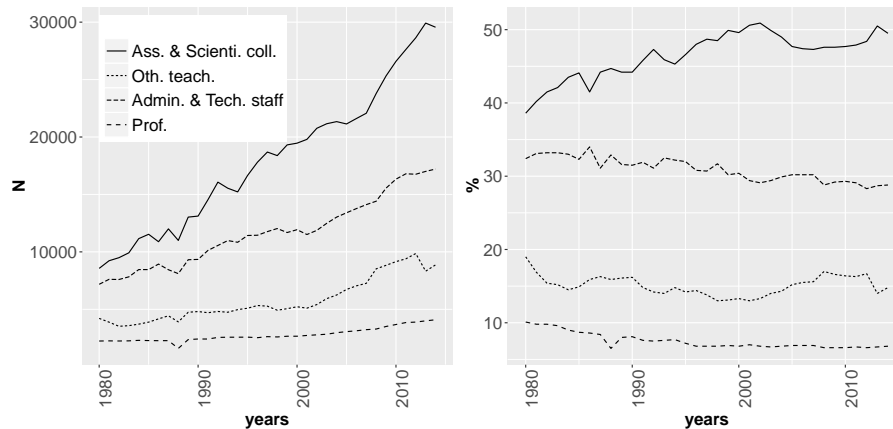 30000
20000
10000
N
Ass. & Scienti. coll.
Oth. teach.
Admin. & Tech. staff
Prof.
1980
1990
2000
2010
years
50
40
30
20
10
%
1980
1990
2000
2010
years